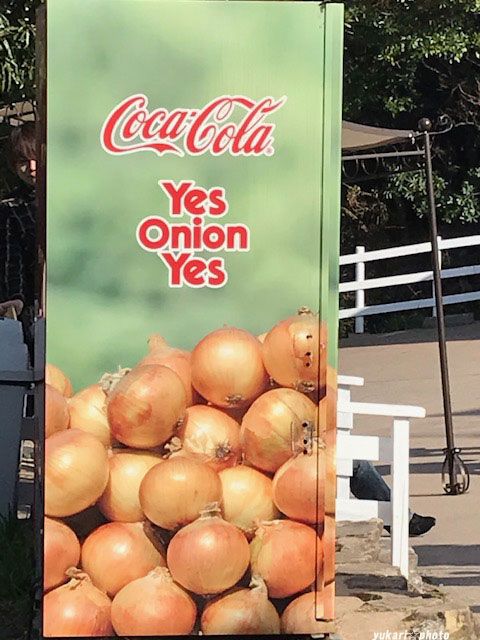 Coca-Cola®
Yes
Onion
Yes
yukari☆photo